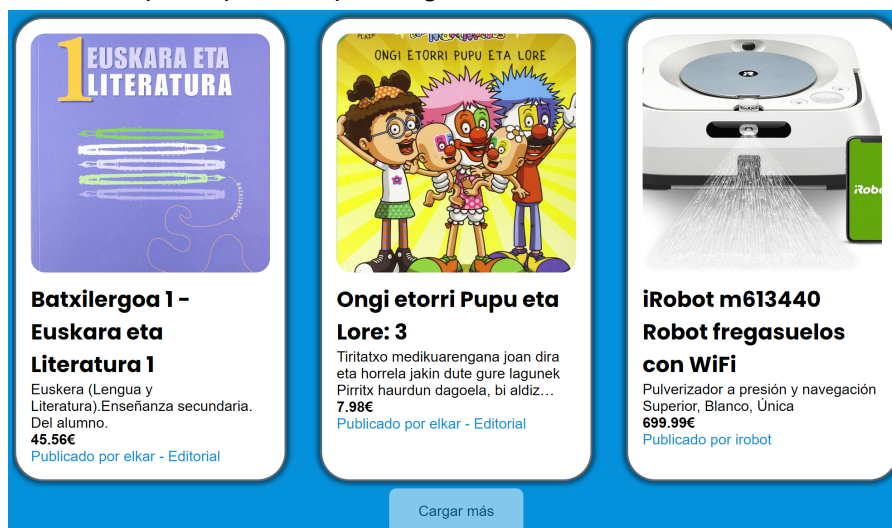 1 EUSKARA ETA
LITERATURA
BATXILERGOA
Batxilergoa 1 -
Euskara eta
Literatura 1
Euskera (Lengua y
Literatura).Enseñanza secundaria.
Del alumno.
45.56€
Publicado por elkar - Editorial
ONGI ETORRI PUPU ETA LORE
Ongi etorri Pupu eta
Lore: 3
Tiritatxo medikuarengana joan dira
eta horrela jakin dute gure lagunek
Pirritx haurdun dagoela, bi aldiz…
7.98€
Publicado por elkar - Editorial
iRobot m613440
Robot fregasuelos
con WiFi
Pulverizador a presión y navegación
Superior, Blanco, Única
699.99€
Publicado por irobot
Cargar más